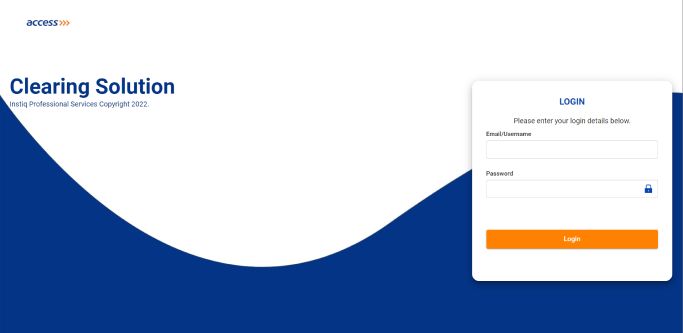 access
Clearing Solution
Instiq Professional Services Copyright 2022.
LOGIN
Please enter your login details below.
Email/Username
Password
Login